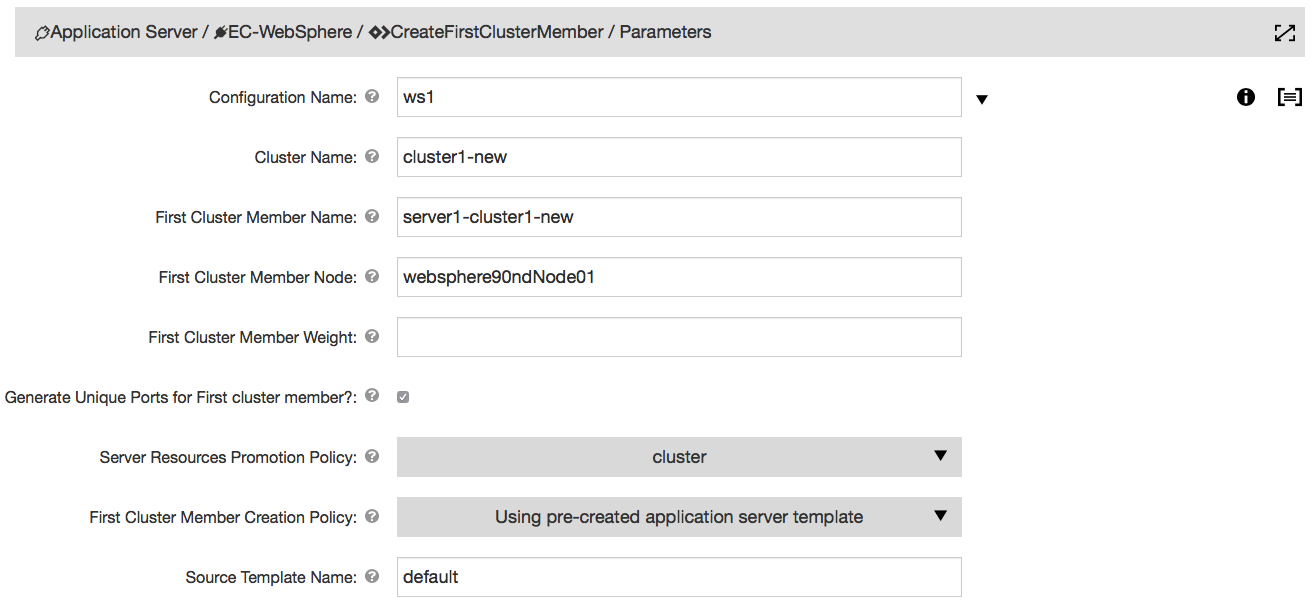 Application Server / EC-WebSphere / CreateFirstClusterMember / Parameters
Configuration Name: ws1
Cluster Name: cluster1-new
First Cluster Member Name: server1-cluster1-new
First Cluster Member Node: websphere90ndNode01
First Cluster Member Weight:
Generate Unique Ports for First cluster member?:
Server Resources Promotion Policy: cluster
First Cluster Member Creation Policy: Using pre-created application server template
Source Template Name: default